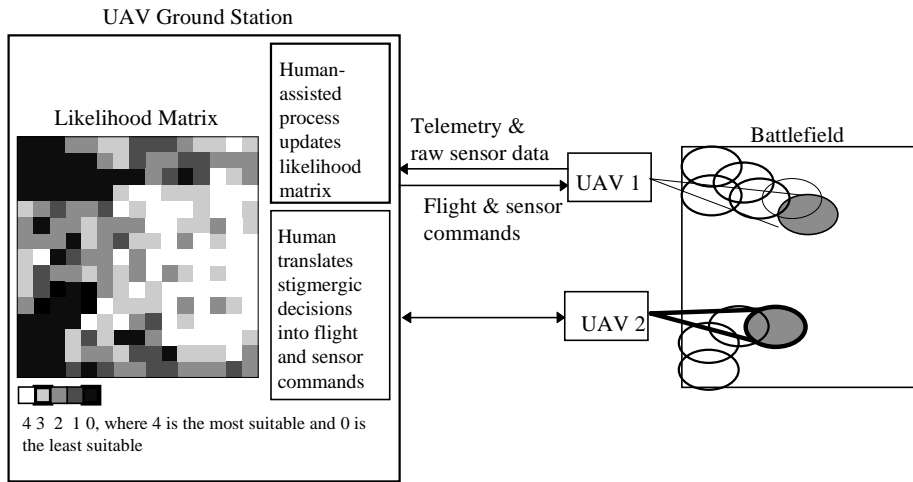 UAV Ground Station
Human-
assisted
process
updates
likelihood
matrix
Likelihood Matrix
Human
translates
stigmergic
decisions
into flight
and sensor
commands
4 3 2 1 0, where 4 is the most suitable and 0 is
the least suitable
Telemetry &
raw sensor data
Flight & sensor
commands
UAV 1
UAV 2
Battlefield